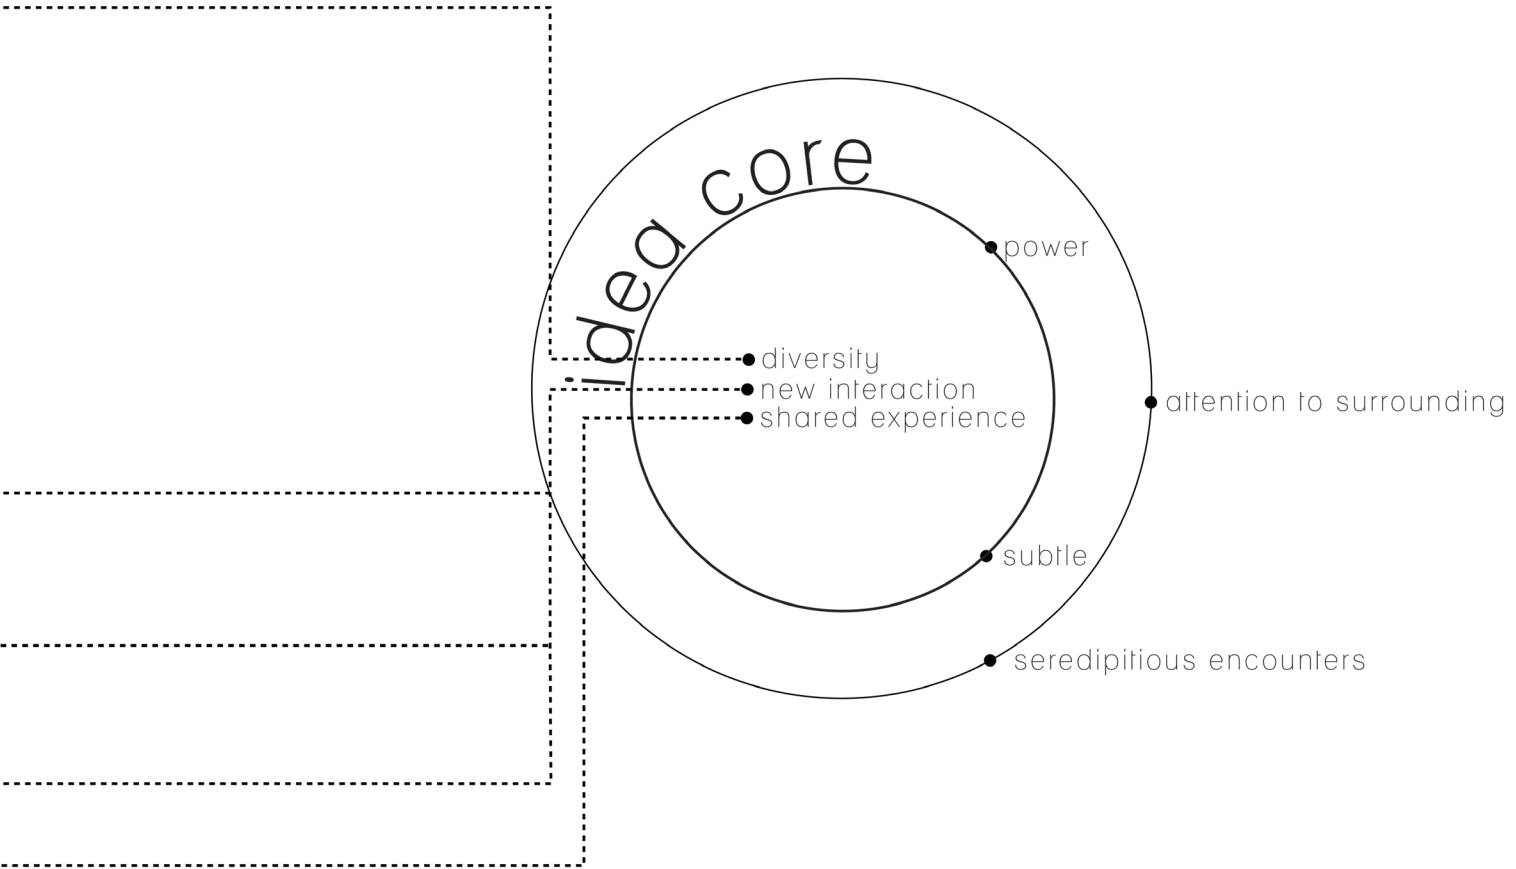 idea core
power
diversity
new interaction
shared experience
attention to surrounding
subtle
seredipitious encounters